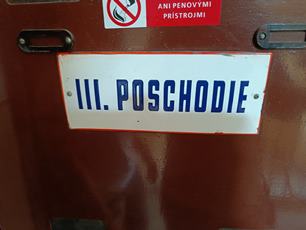 ANI PENOVÝMI
PRÍSTROJMI
III. POSCHODIE